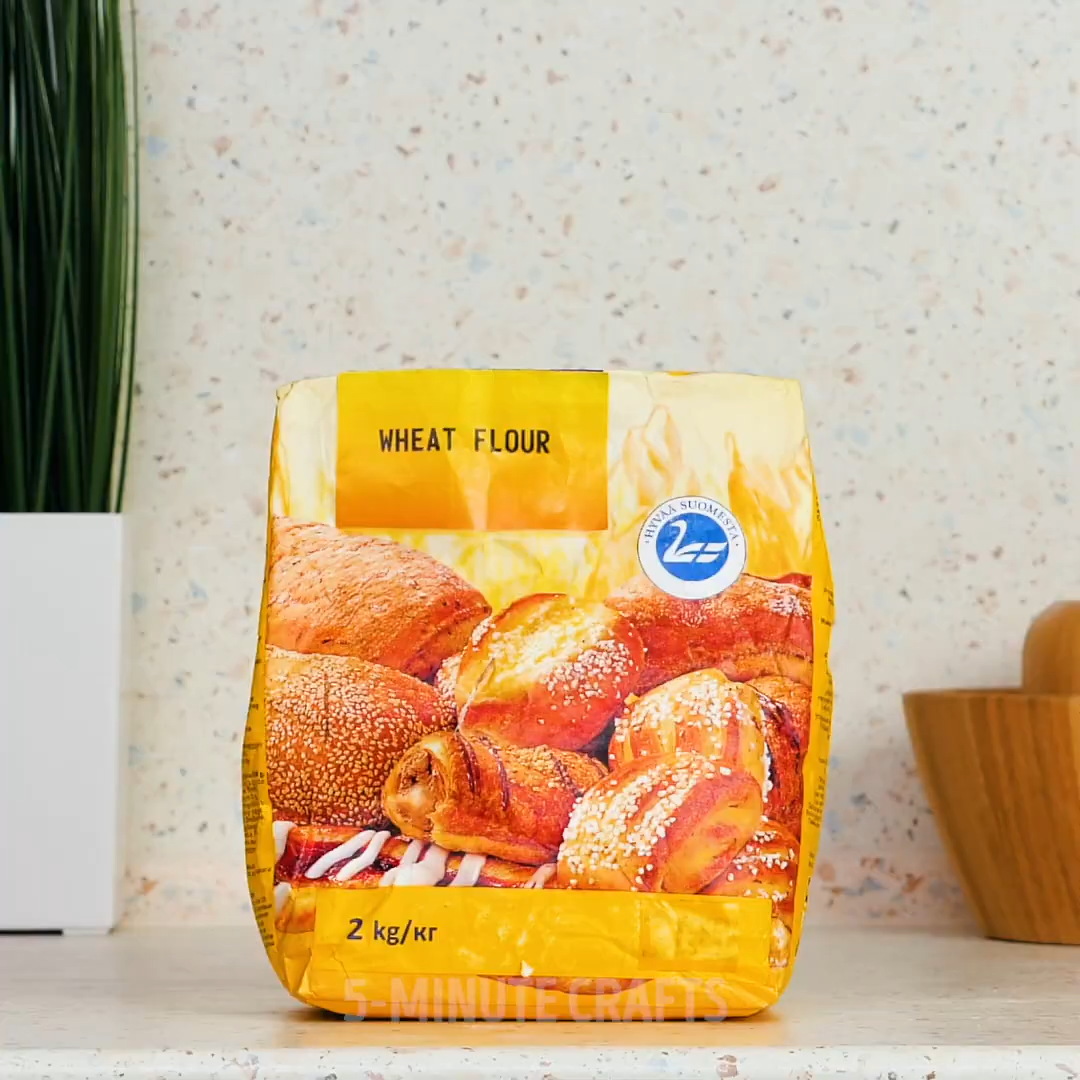 WHEAT FLOUR
· HYVÄÄ SUOMESTA ·
2 kg/кг
5-MINUTE CRAFTS